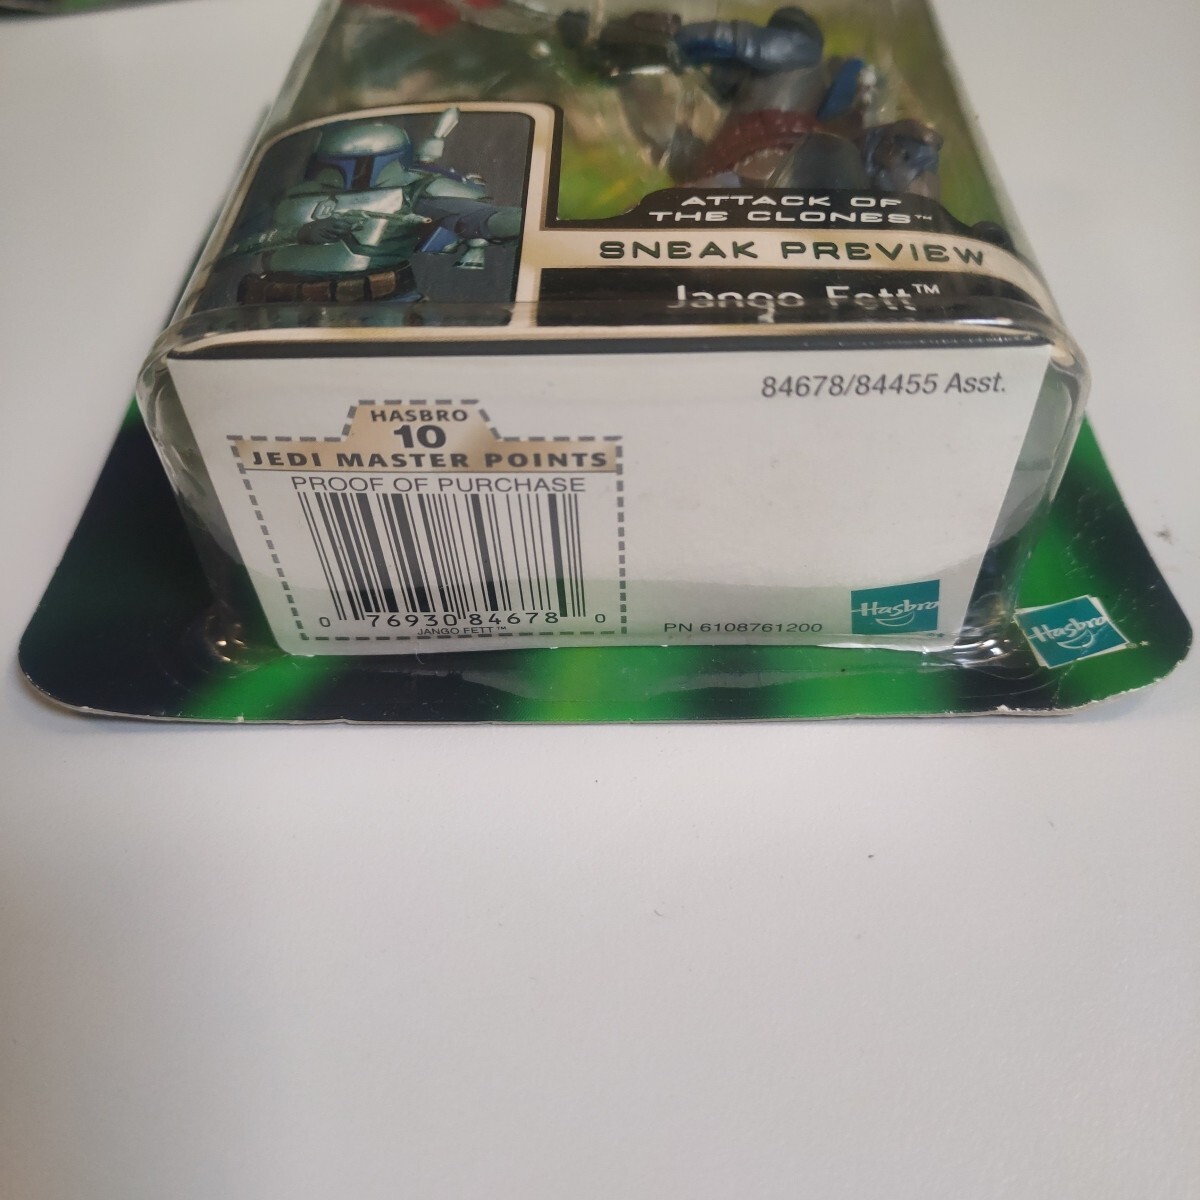 ATTACK OF
THE CLONES™
SNEAK PREVIEW
Jango Fett™
84678/84455 Asst.
HASBRO
10
JEDI MASTER POINTS
PROOF OF PURCHASE
0 76930 84678 0
JANGO FETT™
PN 6108761200
Hasbro
Hasbro